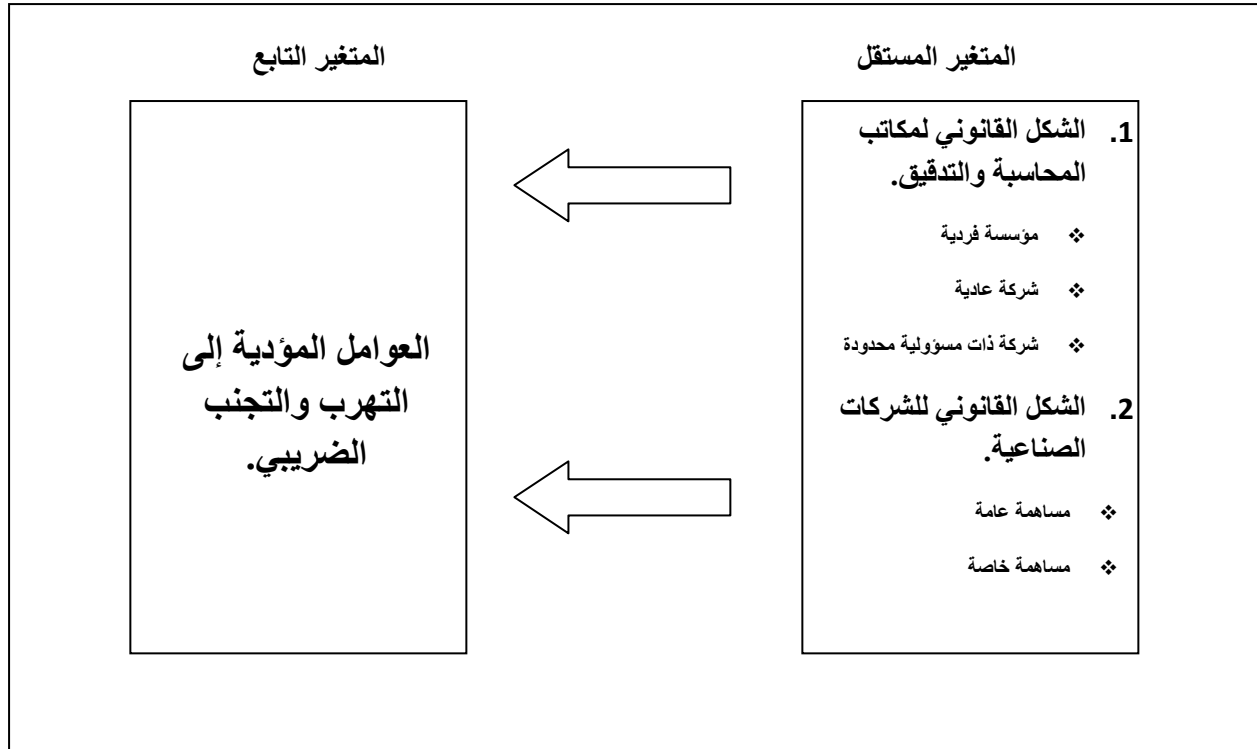 المتغير المستقل
المتغير التابع
1. الشكل القانوني لمكاتب
المحاسبة والتدقيق.
❖ مؤسسة فردية
❖ شركة عادية
❖ شركة ذات مسؤولية محدودة
2. الشكل القانوني للشركات
الصناعية.
❖ مساهمة عامة
❖ مساهمة خاصة
العوامل المؤدية إلى
التهرب والتجنب
الضريبي.